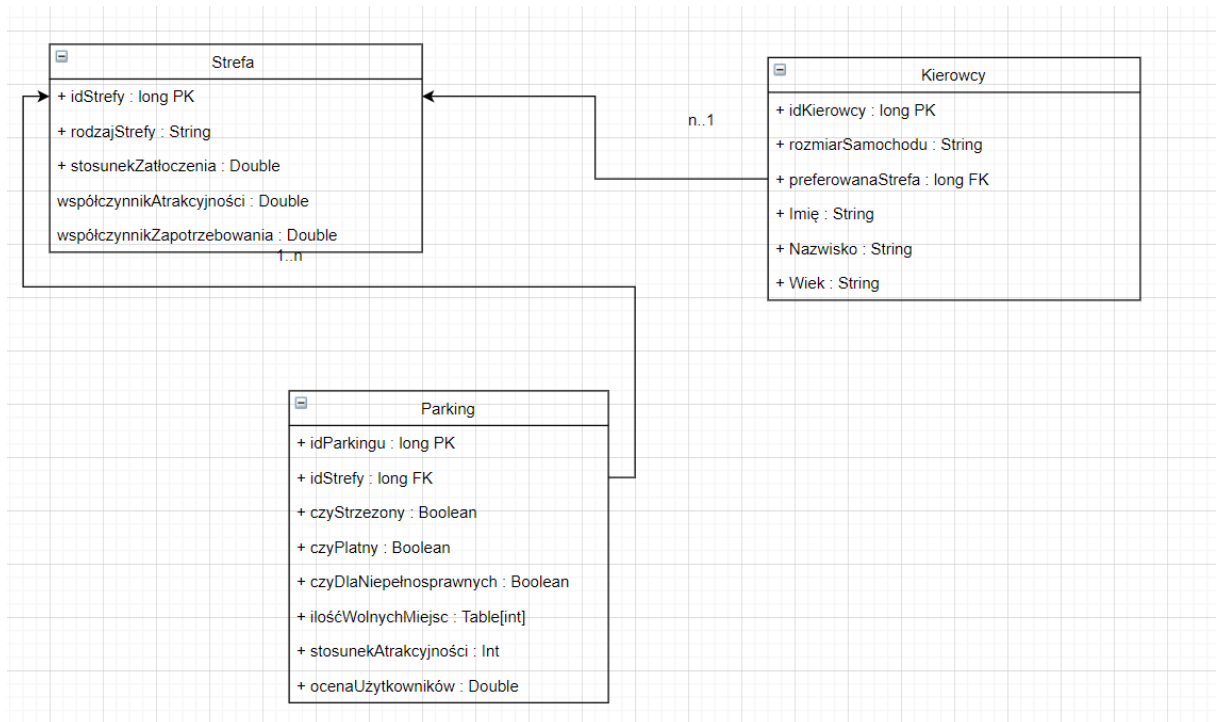 Strefa
+ idStrefy : long PK
+ rodzajStrefy : String
+ stosunekZatłoczenia : Double
współczynnikAtrakcyjności : Double
współczynnikZapotrzebowania : Double
1..n
n..1
Kierowcy
+ idKierowcy : long PK
+ rozmiarSamochodu : String
+ preferowanaStrefa : long FK
+ Imię : String
+ Nazwisko : String
+ Wiek : String
Parking
+ idParkingu : long PK
+ idStrefy : long FK
+ czyStrzezony : Boolean
+ czyPlatny : Boolean
+ czyDlaNiepełnosprawnych : Boolean
+ ilośćWolnychMiejsc : Table[int]
+ stosunekAtrakcyjności : Int
+ ocenaUżytkowników : Double